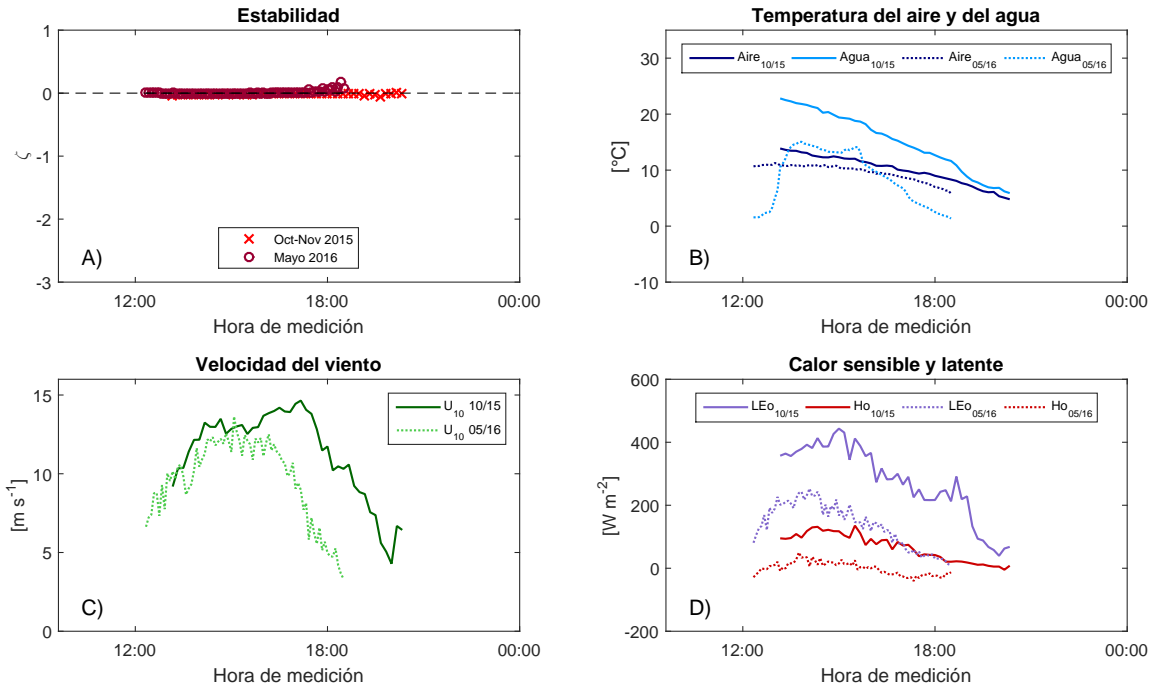 Estabilidad
1
0
-1
-2
-3
ζ
A)
Oct-Nov 2015
Mayo 2016
12:00 18:00 00:00
Hora de medición
Temperatura del aire y del agua
Aire10/15 Agua10/15 Aire05/16 Agua05/16
30
20
10
0
-10
[°C]
B)
12:00 18:00 00:00
Hora de medición
Velocidad del viento
15
10
5
0
[m s-1]
U10 10/15
U10 05/16
C)
12:00 18:00 00:00
Hora de medición
Calor sensible y latente
LEo10/15 Ho10/15 LEo05/16 Ho05/16
600
400
200
0
-200
[W m-2]
D)
12:00 18:00 00:00
Hora de medición